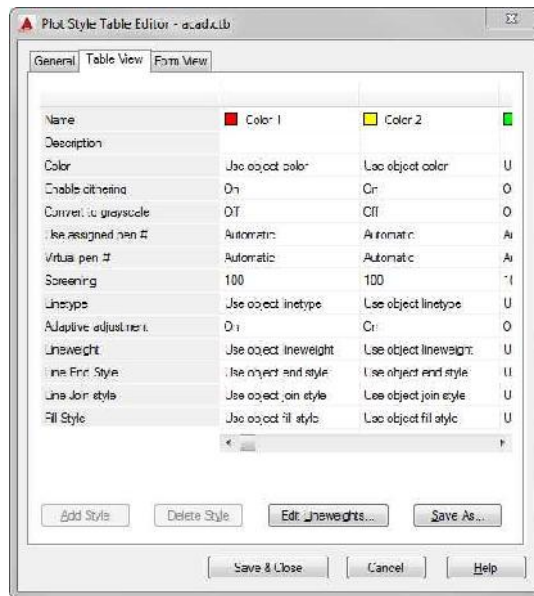 Plot Style Table Editor - acad.ctb
General Table View Form View
Name Color 1 Color 2
Description
Color Use object color Use object color U
Enable dithering On On O
Convert to grayscale Off Off O
Use assigned pen # Automatic Automatic A
Virtual pen # Automatic Automatic A
Screening 100 100 10
Linetype Use object linetype Use object linetype U
Adaptive adjustment On On O
Lineweight Use object lineweight Use object lineweight U
Line End Style Use object end style Use object end style U
Line Join style Use object join style Use object join style U
Fill Style Use object fill style Use object fill style U
Add Style Delete Style Edit Lineweights... Save As...
Save & Close Cancel Help